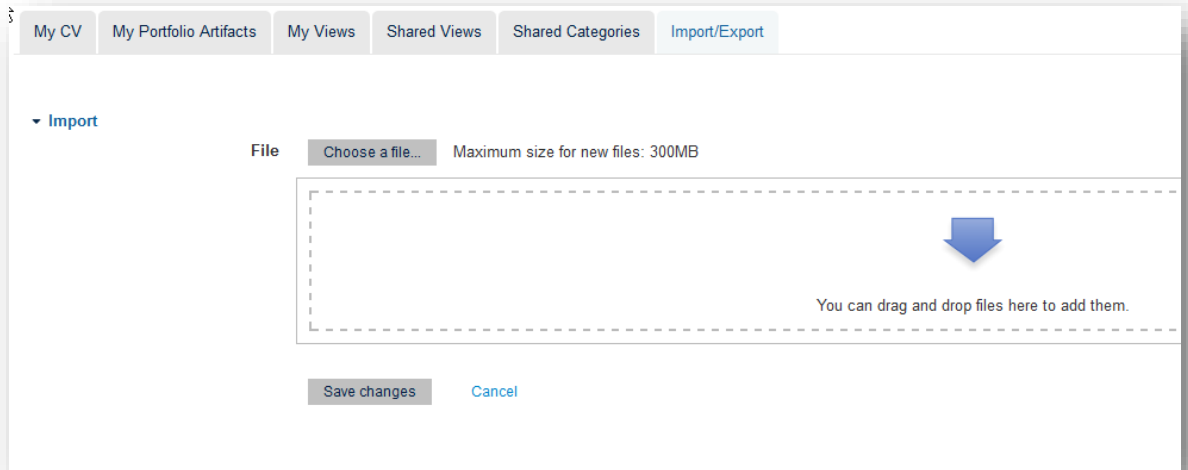 My CV My Portfolio Artifacts My Views Shared Views Shared Categories Import/Export
Import
File Choose a file... Maximum size for new files: 300MB
You can drag and drop files here to add them.
Save changes Cancel